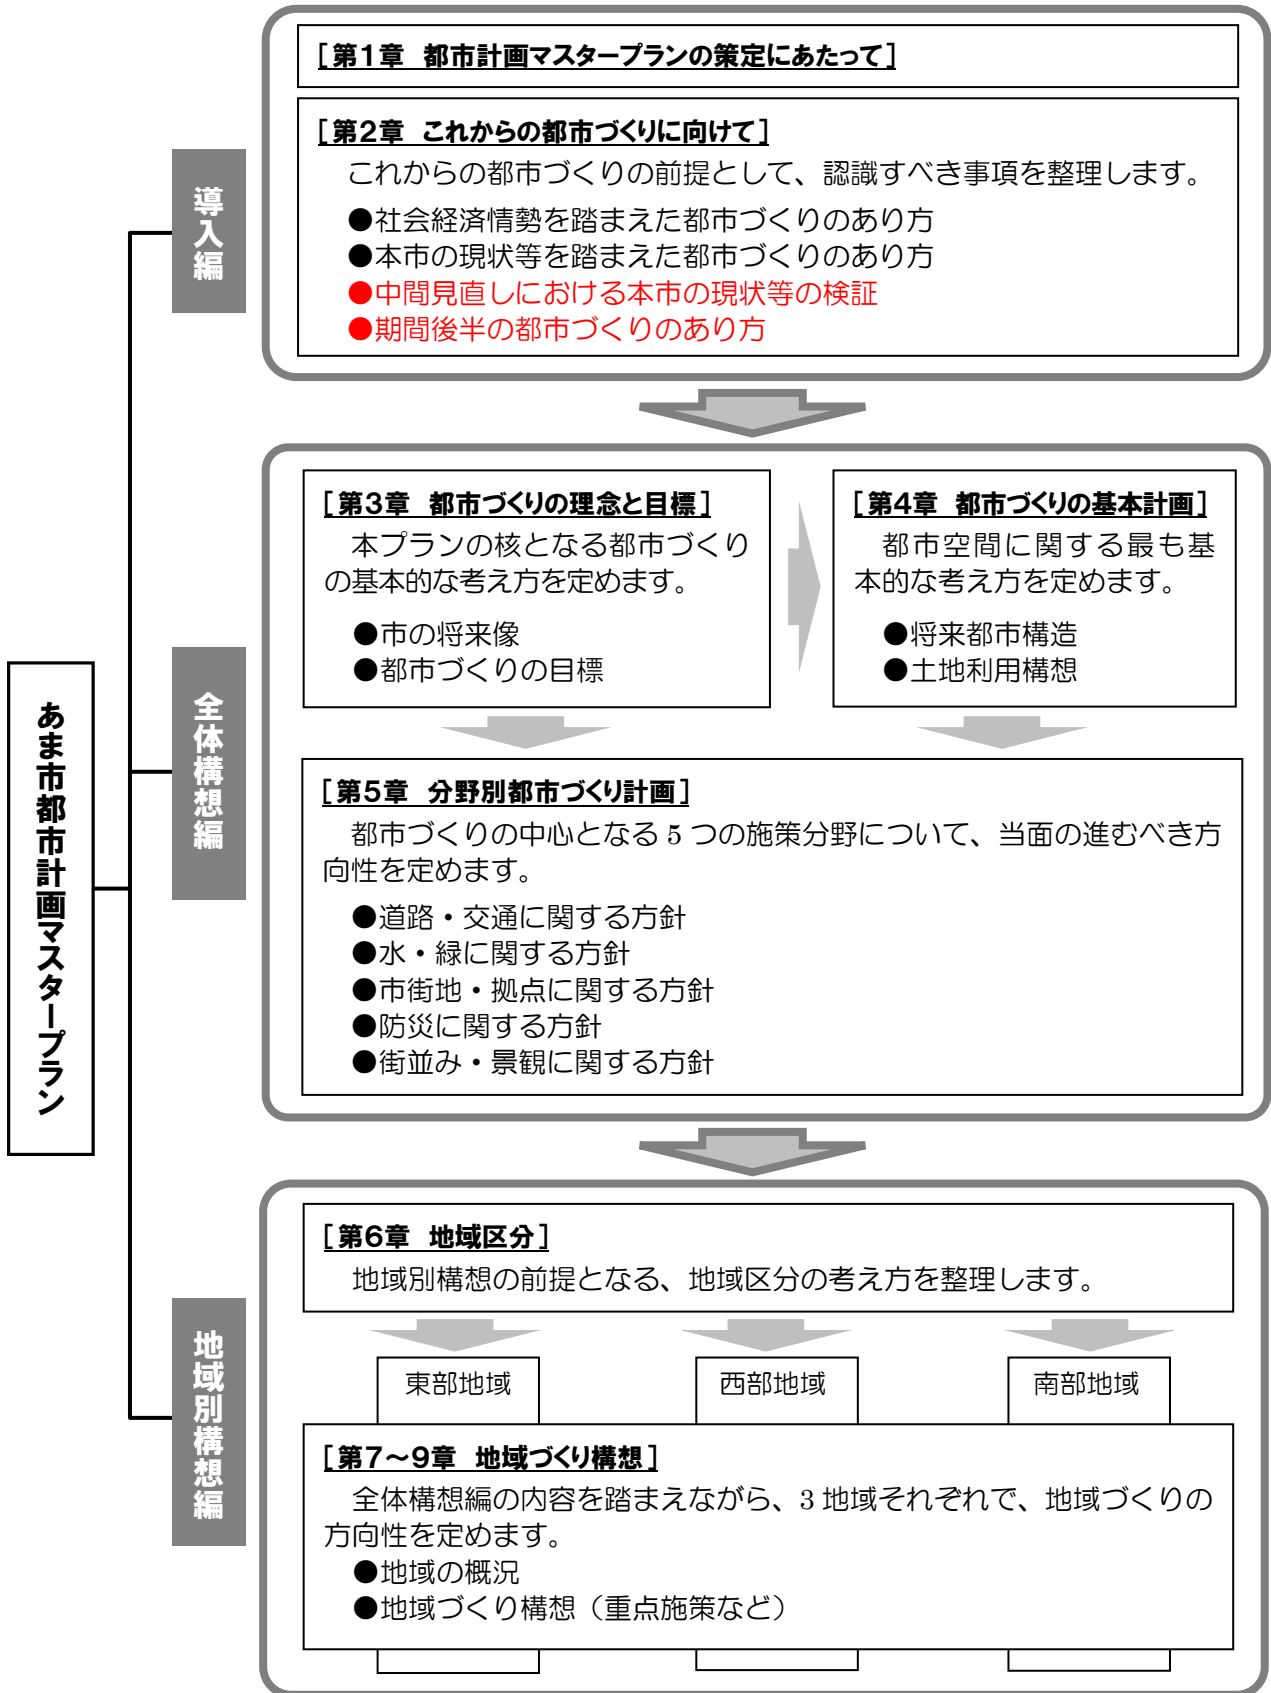 あま市都市計画マスタープラン
導入編
[第1章 都市計画マスタープランの策定にあたって]
[第2章 これからの都市づくりに向けて]
これからの都市づくりの前提として、認識すべき事項を整理します。
●社会経済情勢を踏まえた都市づくりのあり方
●本市の現状等を踏まえた都市づくりのあり方
●中間見直しにおける本市の現状等の検証
●期間後半の都市づくりのあり方
全体構想編
[第3章 都市づくりの理念と目標]
本プランの核となる都市づくり
の基本的な考え方を定めます。
●市の将来像
●都市づくりの目標
[第4章 都市づくりの基本計画]
都市空間に関する最も基
本的な考え方を定めます。
●将来都市構造
●土地利用構想
[第5章 分野別都市づくり計画]
都市づくりの中心となる5つの施策分野について、当面の進むべき方
向性を定めます。
●道路・交通に関する方針
●水・緑に関する方針
●市街地・拠点に関する方針
●防災に関する方針
●街並み・景観に関する方針
地域別構想編
[第6章 地域区分]
地域別構想の前提となる、地域区分の考え方を整理します。
東部地域
西部地域
南部地域
[第7～9章 地域づくり構想]
全体構想編の内容を踏まえながら、3地域それぞれで、地域づくりの
方向性を定めます。
●地域の概況
●地域づくり構想（重点施策など）